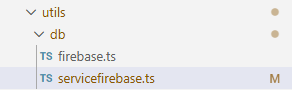 utils
db
TS firebase.ts
TS servicefirebase.ts M